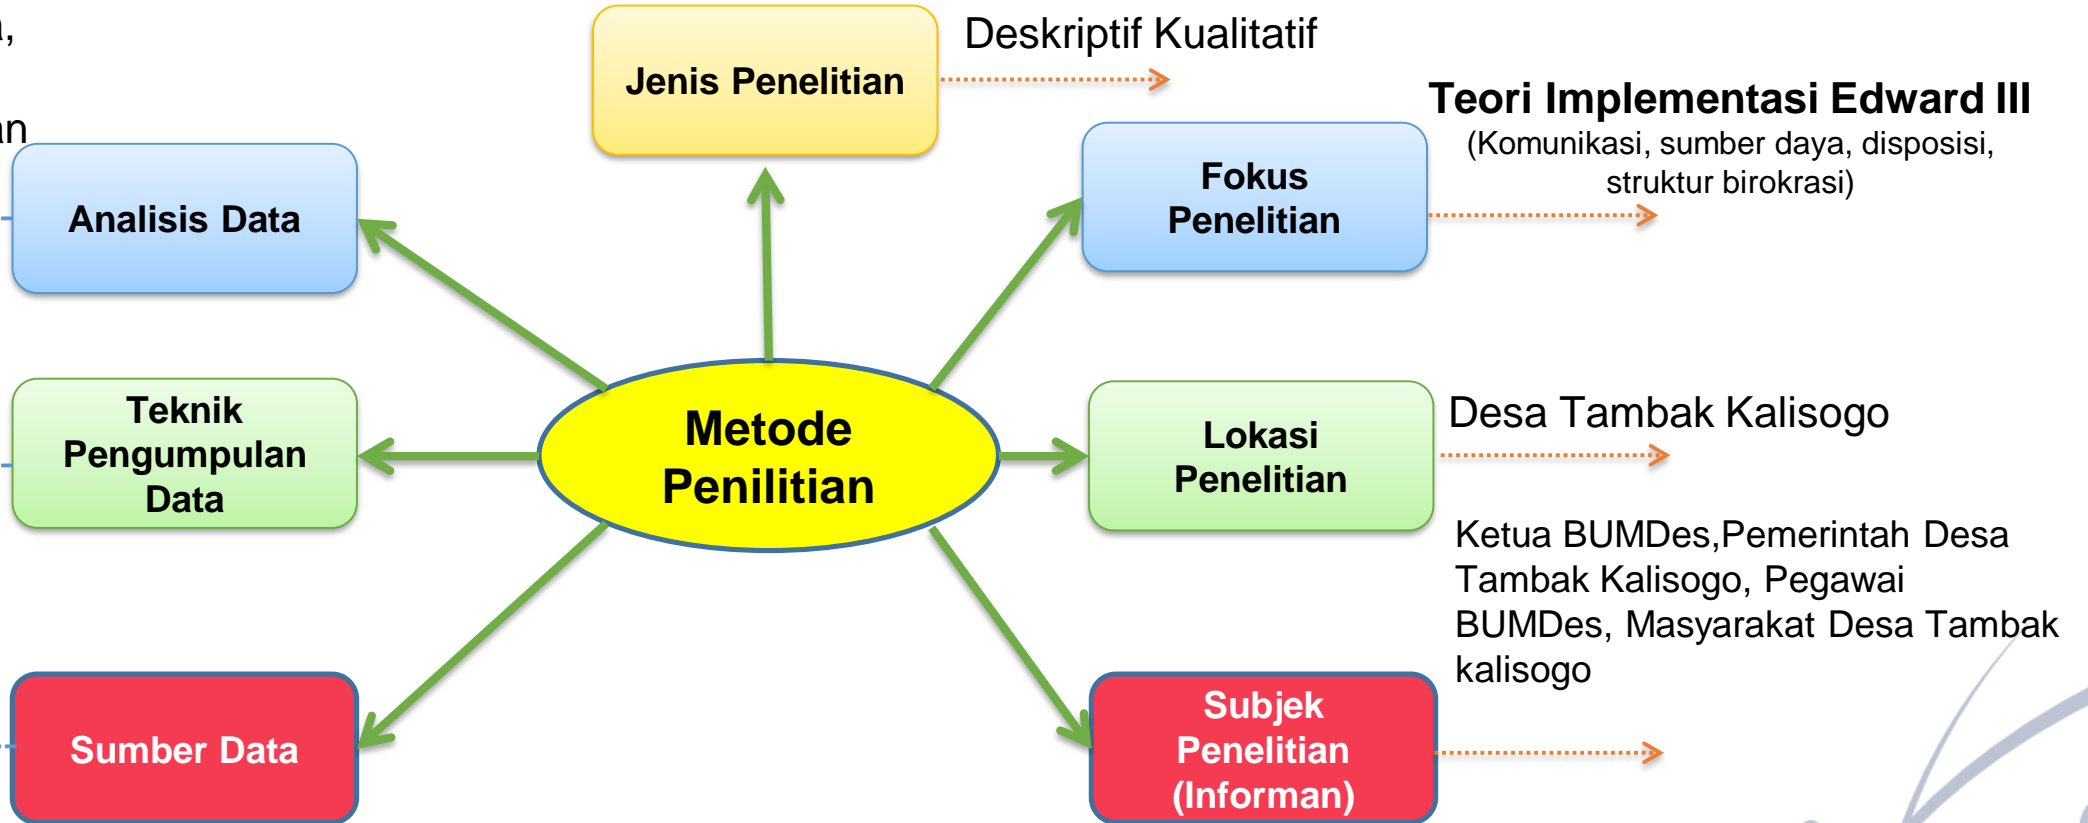 Deskriptif Kualitatif
Jenis Penelitian
Teori Implementasi Edward III
(Komunikasi, sumber daya, disposisi,
struktur birokrasi)
Fokus
Penelitian
Analisis Data
Teknik
Pengumpulan
Data
Metode
Penilitian
Lokasi
Penelitian
Desa Tambak Kalisogo
Ketua BUMDes,Pemerintah Desa
Tambak Kalisogo, Pegawai
BUMDes, Masyarakat Desa Tambak
kalisogo
Sumber Data
Subjek
Penelitian
(Informan)